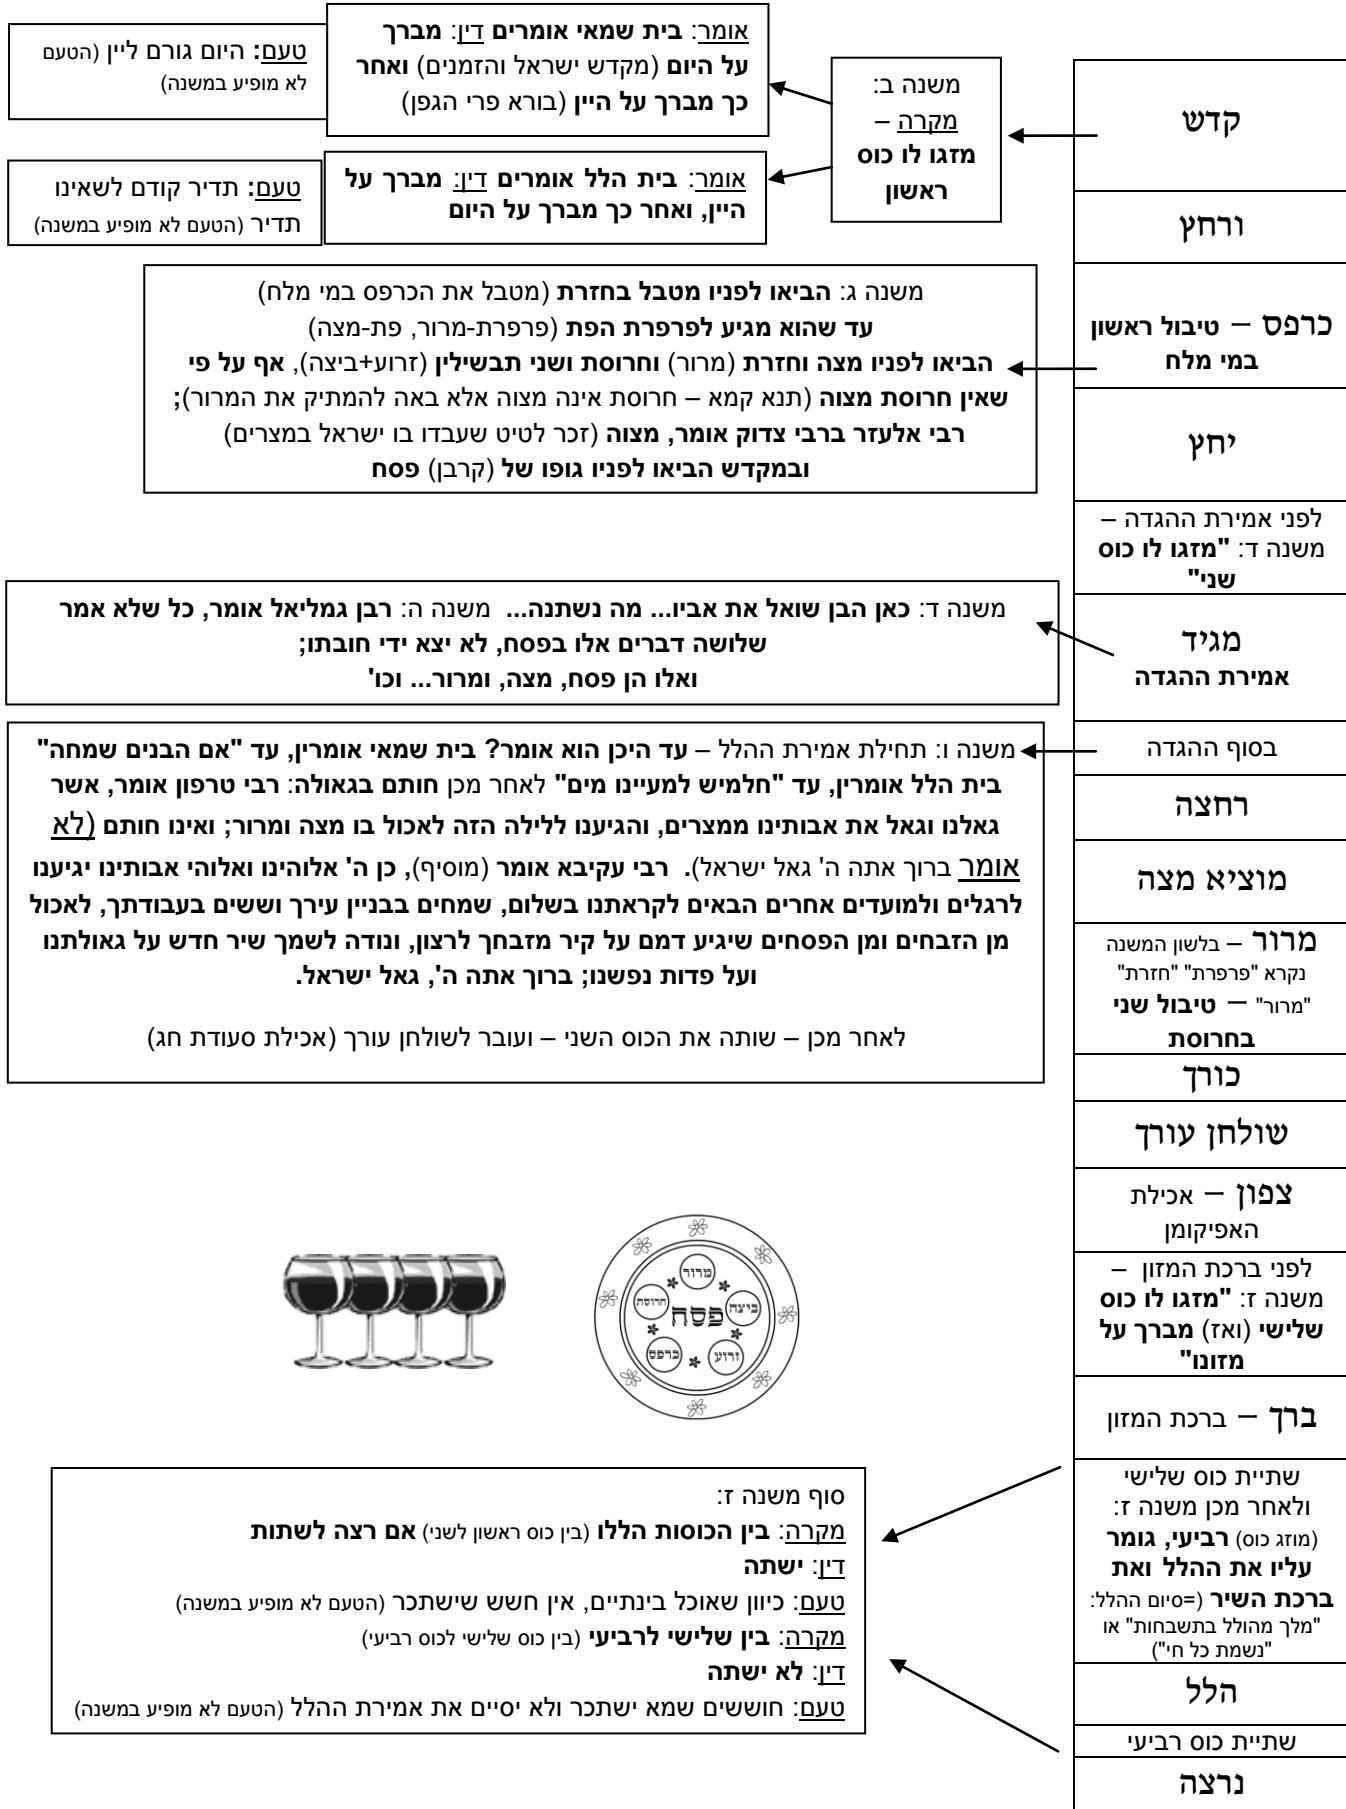 קדש
משנה ב:
מקרה –
מזגו לו כוס
ראשון
אומר: בית שמאי אומרים דין: מברך
על היום (מקדש ישראל והזמנים) ואחר
כך מברך על היין (בורא פרי הגפן)
טעם: היום גורם ליין (הטעם
לא מופיע במשנה)
אומר: בית הלל אומרים דין: מברך על
היין, ואחר כך מברך על היום
טעם: תדיר קודם לשאינו
תדיר (הטעם לא מופיע במשנה)
ורחץ
כרפס – טיבול ראשון
במי מלח
משנה ג: הביאו לפניו מטבל בחזרת (מטבל את הכרפס במי מלח)
עד שהוא מגיע לפרפרת הפת (פרפרת-מרור, פת-מצה)
הביאו לפניו מצה וחזרת (מרור) וחרוסת ושני תבשילין (זרוע+ביצה), אף על פי
שאין חרוסת מצוה (תנא קמא – חרוסת אינה מצוה אלא באה להמתיק את המרור);
רבי אלעזר ברבי צדוק אומר, מצוה (זכר לטיט שעבדו בו ישראל במצרים)
ובמקדש הביאו לפניו גופו של (קרבן) פסח
יחץ
לפני אמירת ההגדה –
משנה ד: "מזגו לו כוס
שני"
מגיד
אמירת ההגדה
משנה ד: כאן הבן שואל את אביו... מה נשתנה... משנה ה: רבן גמליאל אומר, כל שלא אמר
שלושה דברים אלו בפסח, לא יצא ידי חובתו;
ואלו הן פסח, מצה, ומרור... וכו'
בסוף ההגדה
משנה ו: תחילת אמירת ההלל – עד היכן הוא אומר? בית שמאי אומרין, עד "אם הבנים שמחה"
בית הלל אומרין, עד "חלמיש למעיינו מים" לאחר מכן חותם בגאולה: רבי טרפון אומר, אשר
גאלנו וגאל את אבותינו ממצרים, והגיענו ללילה הזה לאכול בו מצה ומרור; ואינו חותם (לא
אומר ברוך אתה ה' גאל ישראל). רבי עקיבא אומר (מוסיף), כן ה' אלוהינו ואלוהי אבותינו יגיענו
לרגלים ולמועדים אחרים הבאים לקראתנו בשלום, שמחים בבניין עירך וששים בעבודתך, לאכול
מן הזבחים ומן הפסחים שיגיע דמם על קיר מזבחך לרצון, ונודה לשמך שיר חדש על גאולתנו
ועל פדות נפשנו; ברוך אתה ה', גאל ישראל.
לאחר מכן – שותה את הכוס השני – ועובר לשולחן עורך (אכילת סעודת חג)
רחצה
מוציא מצה
מרור – בלשון המשנה
נקרא "פרפרת" "חזרת"
"מרור" – טיבול שני
בחרוסת
כורך
שולחן עורך
צפון – אכילת
האפיקומן
מרור
ביצה
זרוע
כרפס
חרוסת
פסח
לפני ברכת המזון –
משנה ז: "מזגו לו כוס
שלישי (ואז) מברך על
מזונו"
ברך – ברכת המזון
שתיית כוס שלישי
ולאחר מכן משנה ז:
(מוזג כוס) רביעי, גומר
עליו את ההלל ואת
ברכת השיר (=סיום ההלל:
"מלך מהולל בתשבחות" או
"נשמת כל חי")
סוף משנה ז:
מקרה: בין הכוסות הללו (בין כוס ראשון לשני) אם רצה לשתות
דין: ישתה
טעם: כיוון שאוכל בינתיים, אין חשש שישתכר (הטעם לא מופיע במשנה)
מקרה: בין שלישי לרביעי (בין כוס שלישי לכוס רביעי)
דין: לא ישתה
טעם: חוששים שמא ישתכר ולא יסיים את אמירת ההלל (הטעם לא מופיע במשנה)
הלל
שתיית כוס רביעי
נרצה